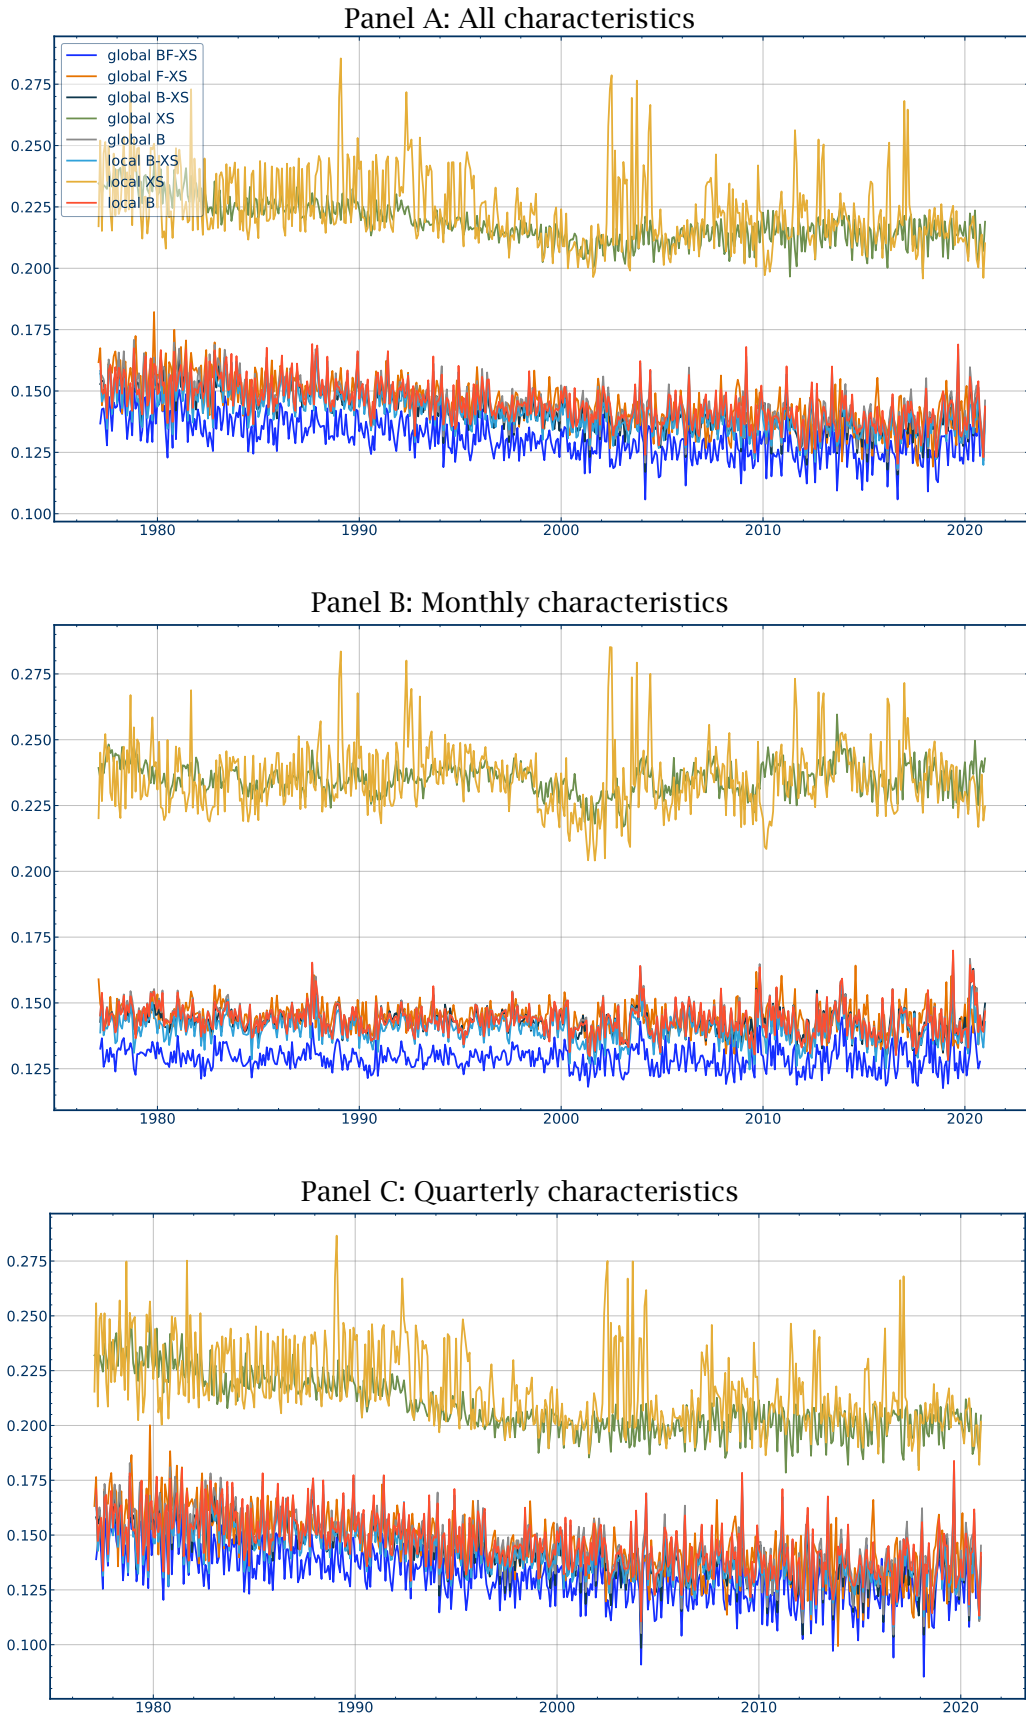 Panel A: All characteristics
global BF-XS
global F-XS
global B-XS
global XS
global B
local B-XS
local XS
local B
0.275
0.250
0.225
0.200
0.175
0.150
0.125
0.100
1980 1990 2000 2010 2020
Panel B: Monthly characteristics
0.275
0.250
0.225
0.200
0.175
0.150
0.125
1980 1990 2000 2010 2020
Panel C: Quarterly characteristics
0.275
0.250
0.225
0.200
0.175
0.150
0.125
0.100
1980 1990 2000 2010 2020